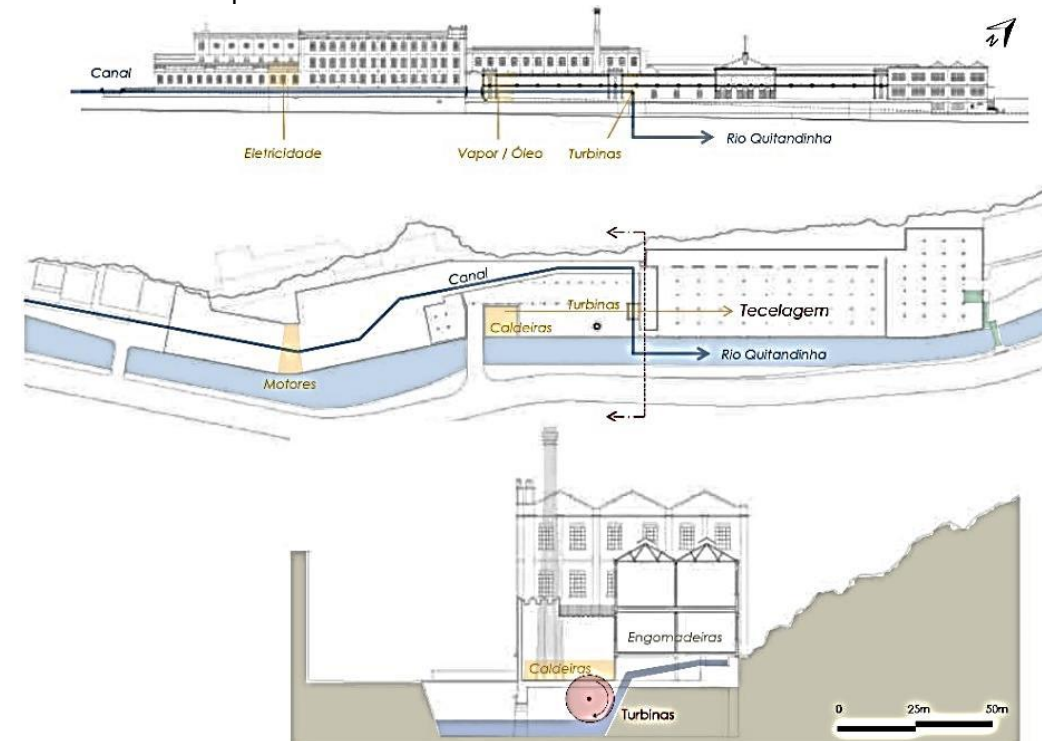 Canal
Eletricidade
Vapor / Óleo
Turbinas
Rio Quitandinha
Canal
Turbinas
Tecelagem
Caldeiras
Rio Quitandinha
Motores
Engomadeiras
Caldeiras
Turbinas
0 25m 50m